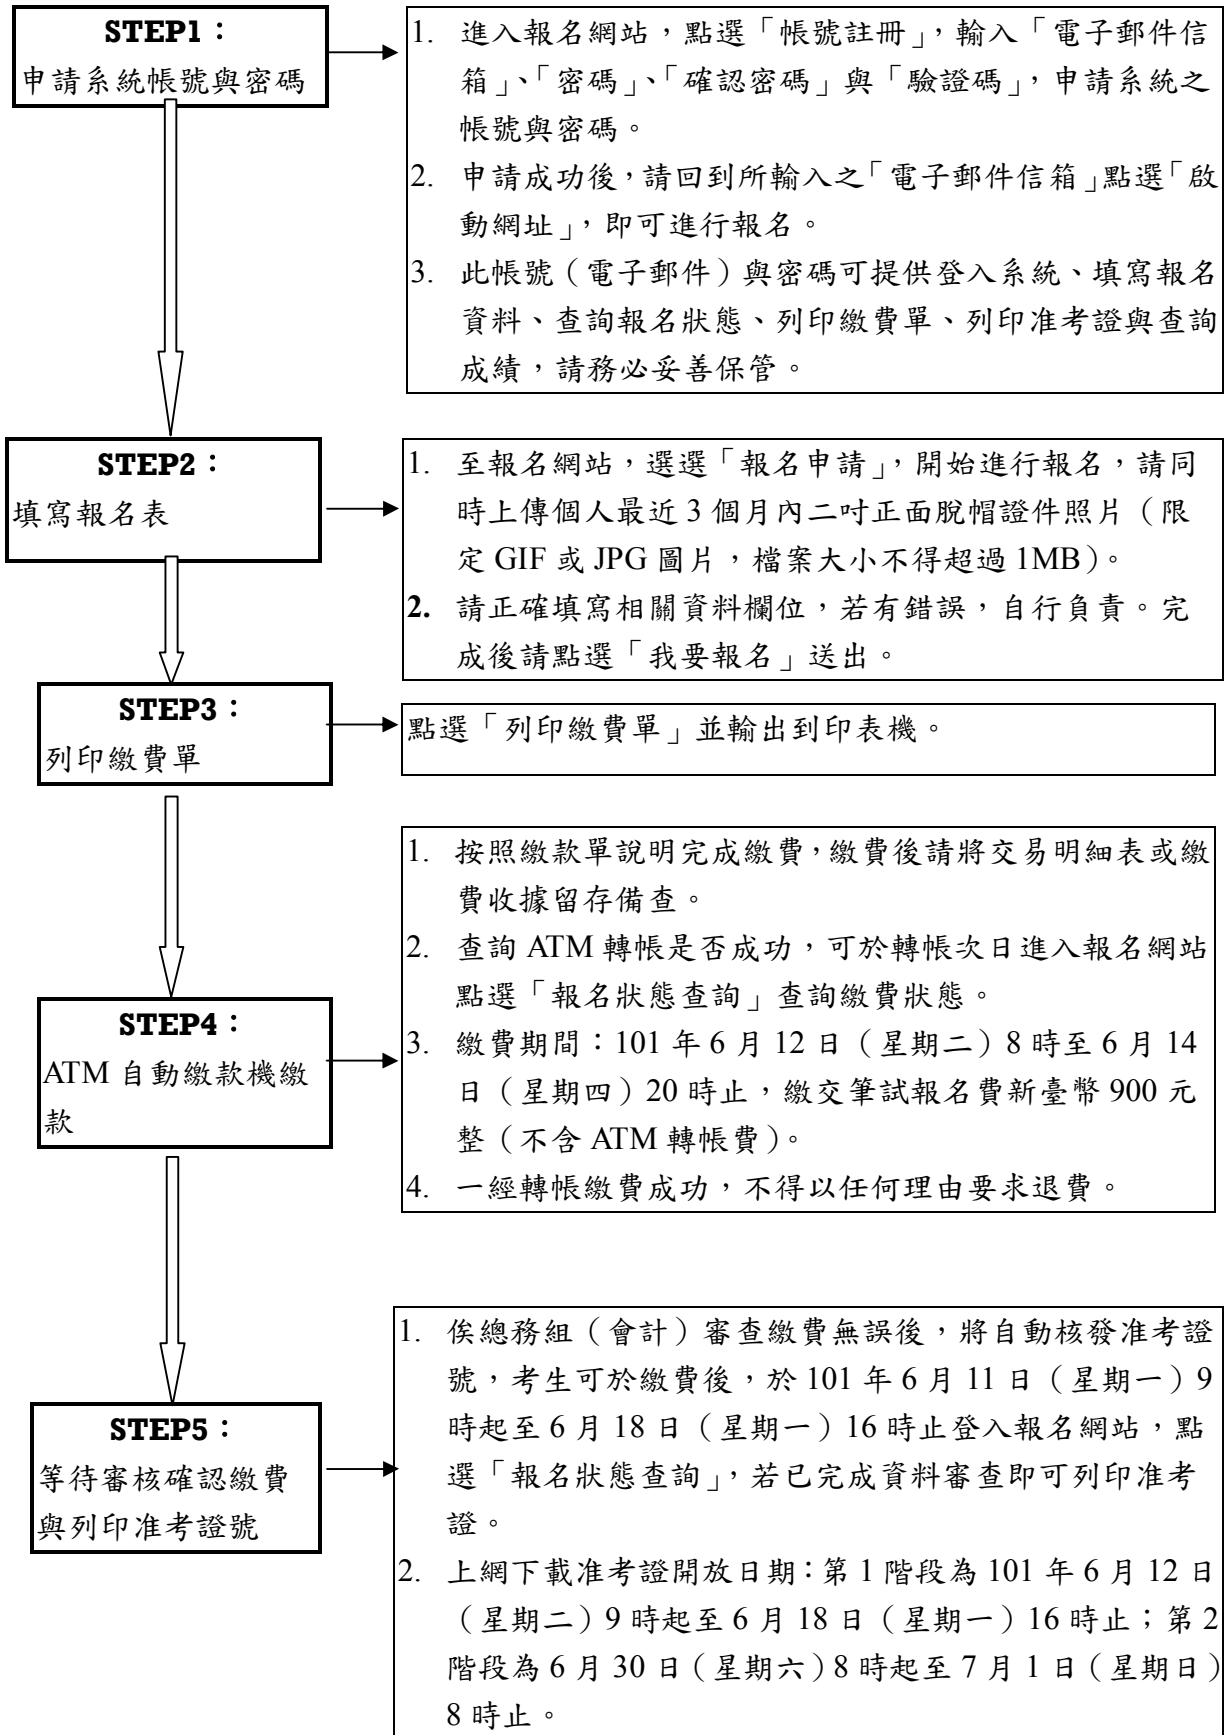 STEP1：
申請系統帳號與密碼
1. 進入報名網站，點選「帳號註冊」，輸入「電子郵件信
箱」、「密碼」、「確認密碼」與「驗證碼」，申請系統之
帳號與密碼。
2. 申請成功後，請回到所輸入之「電子郵件信箱」點選「啟
動網址」，即可進行報名。
3. 此帳號（電子郵件）與密碼可提供登入系統、填寫報名
資料、查詢報名狀態、列印繳費單、列印准考證與查詢
成績，請務必妥善保管。
STEP2：
填寫報名表
1. 至報名網站，選選「報名申請」，開始進行報名，請同
時上傳個人最近 3 個月內二吋正面脫帽證件照片（限
定 GIF 或 JPG 圖片，檔案大小不得超過 1MB）。
2. 請正確填寫相關資料欄位，若有錯誤，自行負責。完
成後請點選「我要報名」送出。
STEP3：
列印繳費單
點選「列印繳費單」並輸出到印表機。
STEP4：
ATM 自動繳款機繳
款
1. 按照繳款單說明完成繳費，繳費後請將交易明細表或繳
費收據留存備查。
2. 查詢 ATM 轉帳是否成功，可於轉帳次日進入報名網站
點選「報名狀態查詢」查詢繳費狀態。
3. 繳費期間：101 年 6 月 12 日（星期二）8 時至 6 月 14
日（星期四）20 時止，繳交筆試報名費新臺幣 900 元
整（不含 ATM 轉帳費）。
4. 一經轉帳繳費成功，不得以任何理由要求退費。
STEP5：
等待審核確認繳費
與列印准考證號
1. 俟總務組（會計）審查繳費無誤後，將自動核發准考證
號，考生可於繳費後，於 101 年 6 月 11 日（星期一）9
時起至 6 月 18 日（星期一）16 時止登入報名網站，點
選「報名狀態查詢」，若已完成資料審查即可列印准考
證。
2. 上網下載准考證開放日期：第 1 階段為 101 年 6 月 12 日
（星期二）9 時起至 6 月 18 日（星期一）16 時止；第 2
階段為 6 月 30 日（星期六）8 時起至 7 月 1 日（星期日）
8 時止。